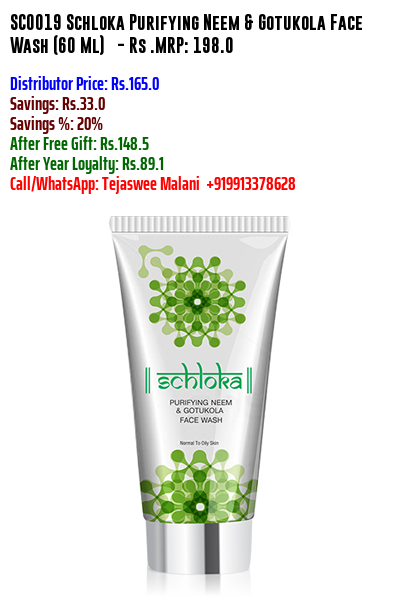 SC0019 Schloka Purifying Neem & Gotukola Face
Wash (60 Ml) - Rs .MRP: 198.0
Distributor Price: Rs.165.0
Savings: Rs.33.0
Savings %: 20%
After Free Gift: Rs.148.5
After Year Loyalty: Rs.89.1
Call/WhatsApp: Tejaswee Malani +919913378628
|| schloka ||
PURIFYING NEEM
& GOTUKOLA
FACE WASH
Normal To Oily Skin